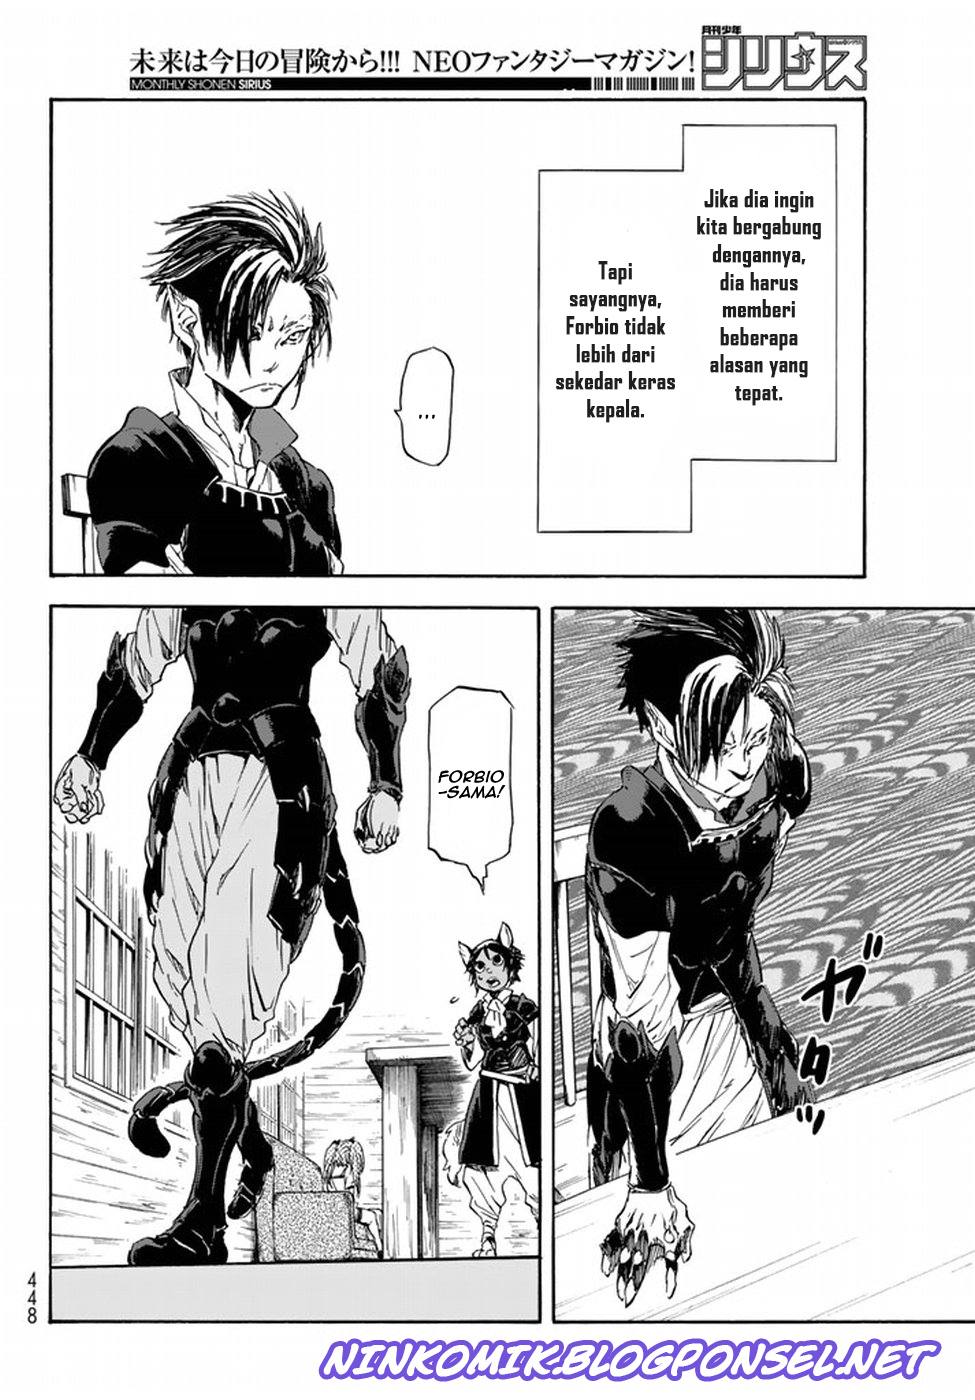 未来は今日の冒険から!!! NEOファンタジーマガジン!
MONTHLY SHONEN SIRIUS
月刊少年
シリウス
Jika dia ingin
kita bergabung
dengannya,
dia harus
memberi
beberapa
alasan yang
tepat.
Tapi
sayangnya,
Forbio tidak
lebih dari
sekedar keras
kepala.
...
FORBIO
-SAMA!
ギロッ
448
NINKOMIK.BLOGPONSEL.NET